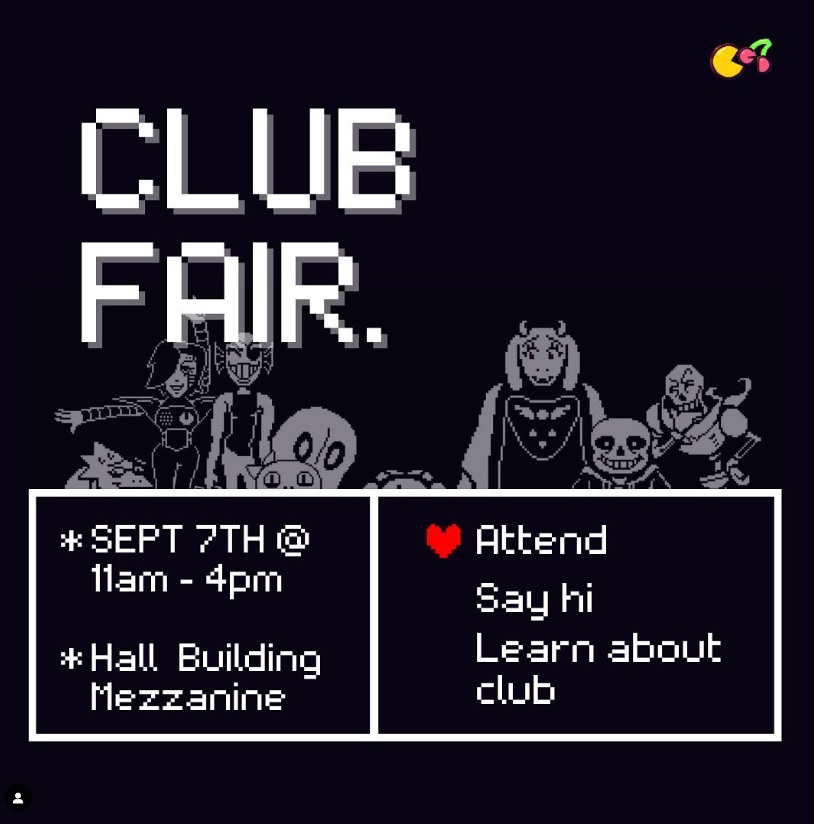 CLUB
FAIR.
* SEPT 7TH @
11am - 4pm
* Hall Building
Mezzanine
Attend
Say hi
Learn about
club